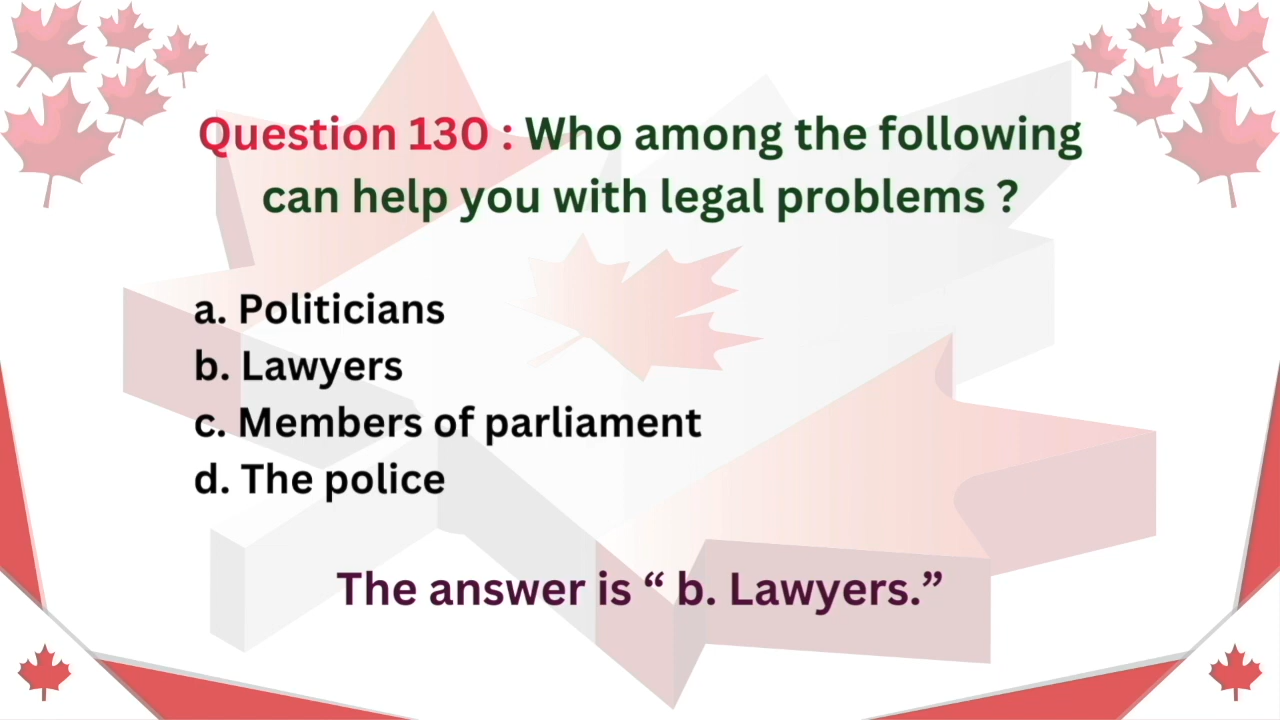 Question 130 : Who among the following
can help you with legal problems ?
a. Politicians
b. Lawyers
c. Members of parliament
d. The police
The answer is “ b. Lawyers.”